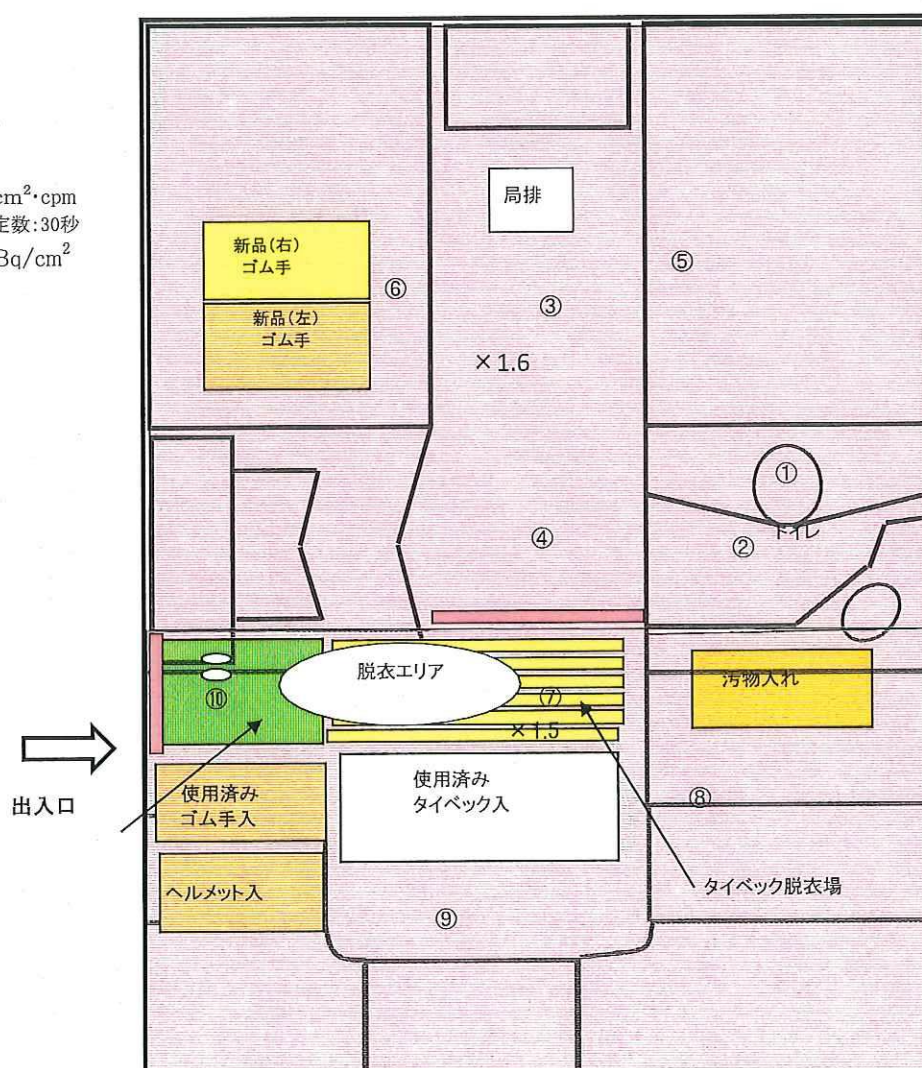 cm²・cpm
定数：30秒
Bq/cm²
局排
新品(右)
ゴム手
⑥
新品(左)
ゴム手
③
⑤
×1.6
①
④
②
トイレ
⑩
脱衣エリア
⑦
×1.5
汚物入れ
出入口
使用済み
ゴム手入
使用済み
タイベック入
⑧
ヘルメット入
タイベック脱衣場
⑨